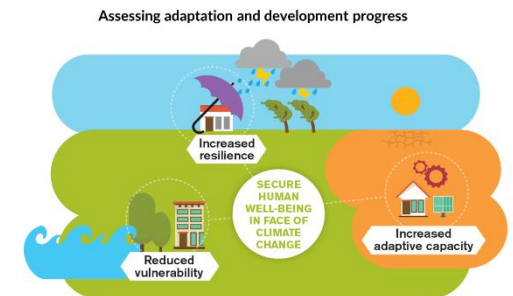 Assessing adaptation and development progress
Increased
resilience
SECURE
HUMAN
WELL-BEING
IN FACE OF
CLIMATE
CHANGE
Increased
adaptive capacity
Reduced
vulnerability